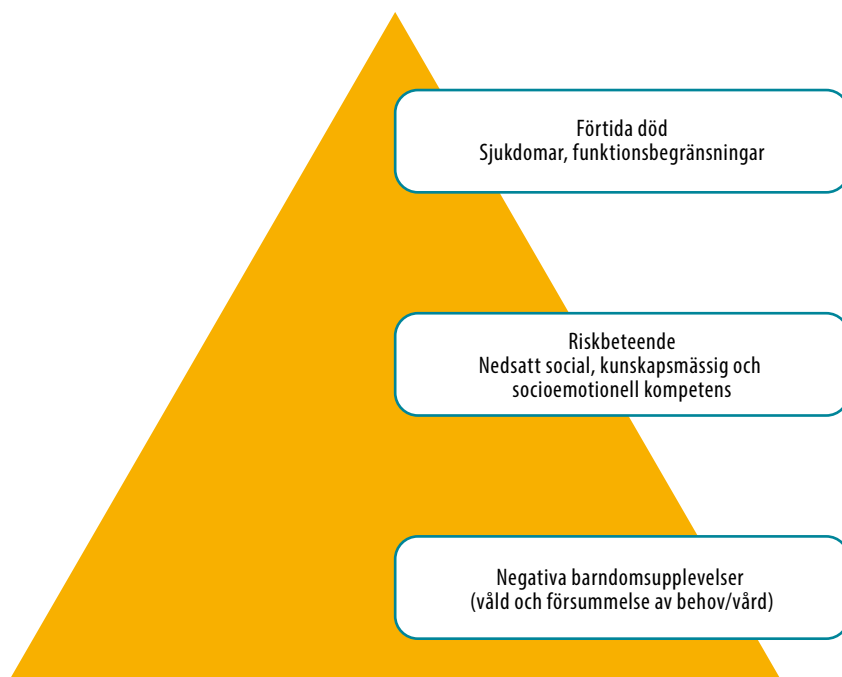 Förtida död
Sjukdomar, funktionsbegränsningar
Riskbeteende
Nedsatt social, kunskapsmässig och
socioemotionell kompetens
Negativa barndomsupplevelser
(våld och försummelse av behov/vård)